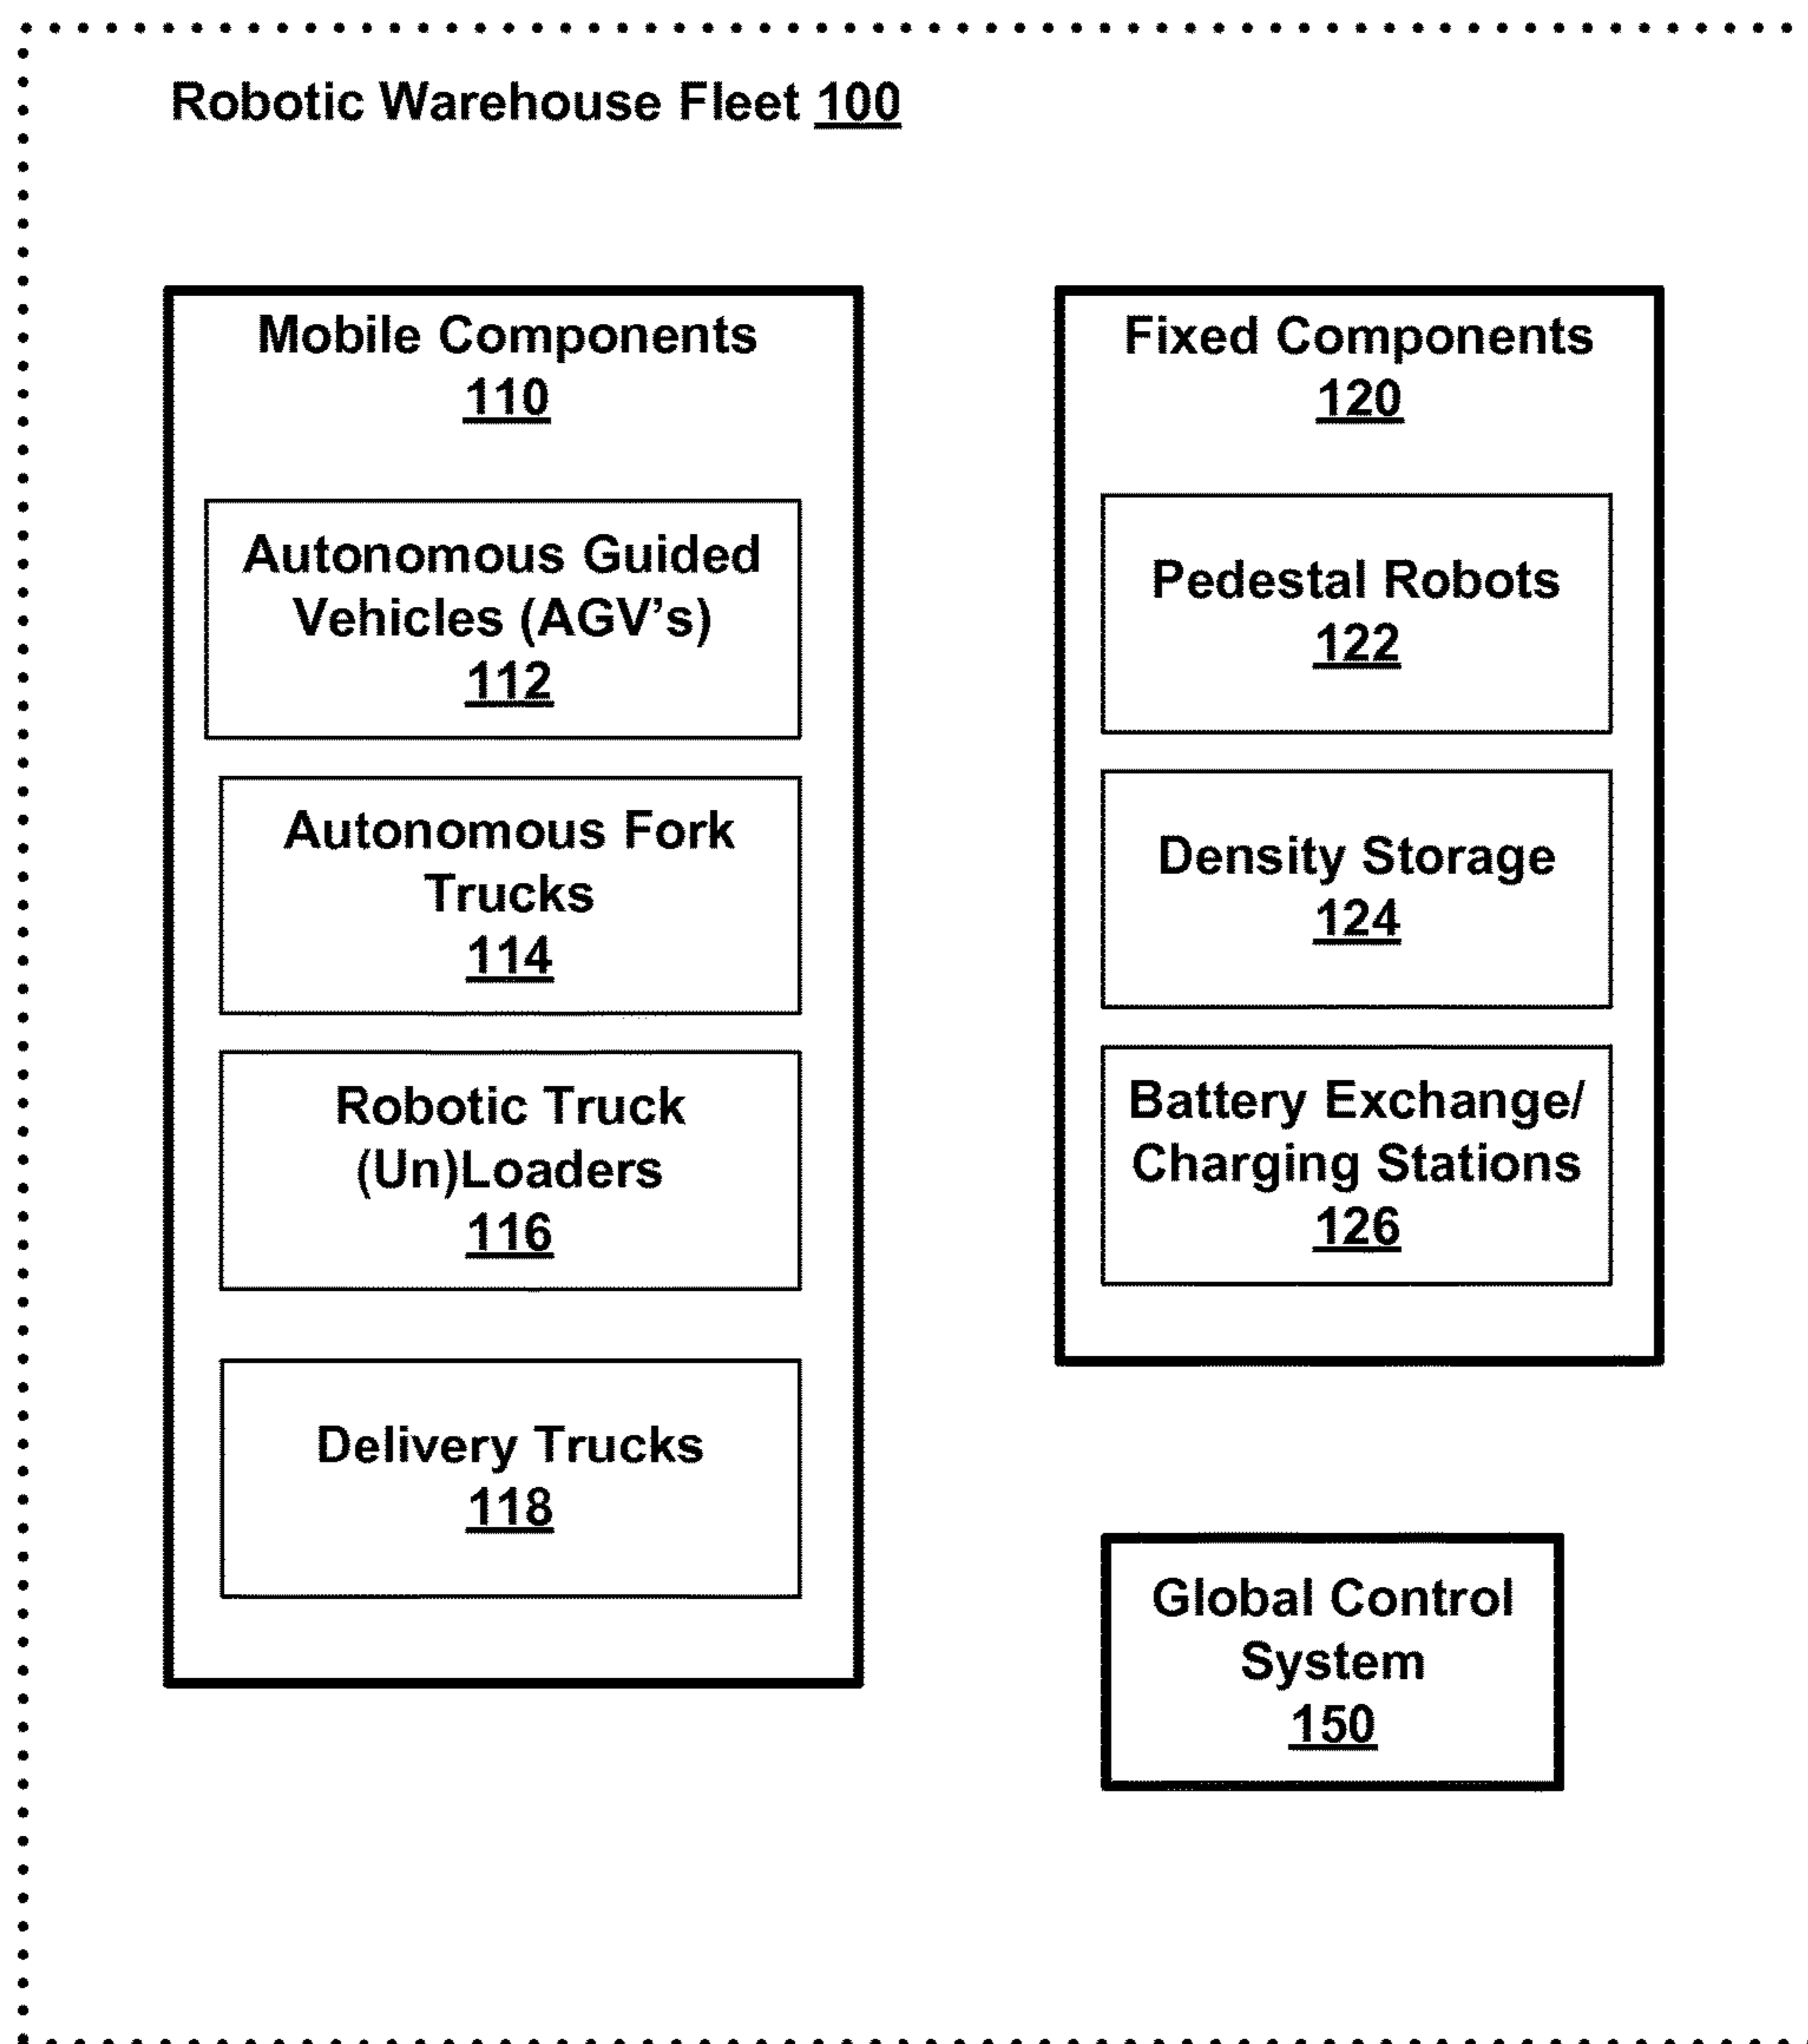 Robotic Warehouse Fleet 100
Mobile Components
110
Autonomous Guided
Vehicles (AGV's)
112
Autonomous Fork
Trucks
114
Robotic Truck
(Un)Loaders
116
Delivery Trucks
118
Fixed Components
120
Pedestal Robots
122
Density Storage
124
Battery Exchange/
Charging Stations
126
Global Control
System
150